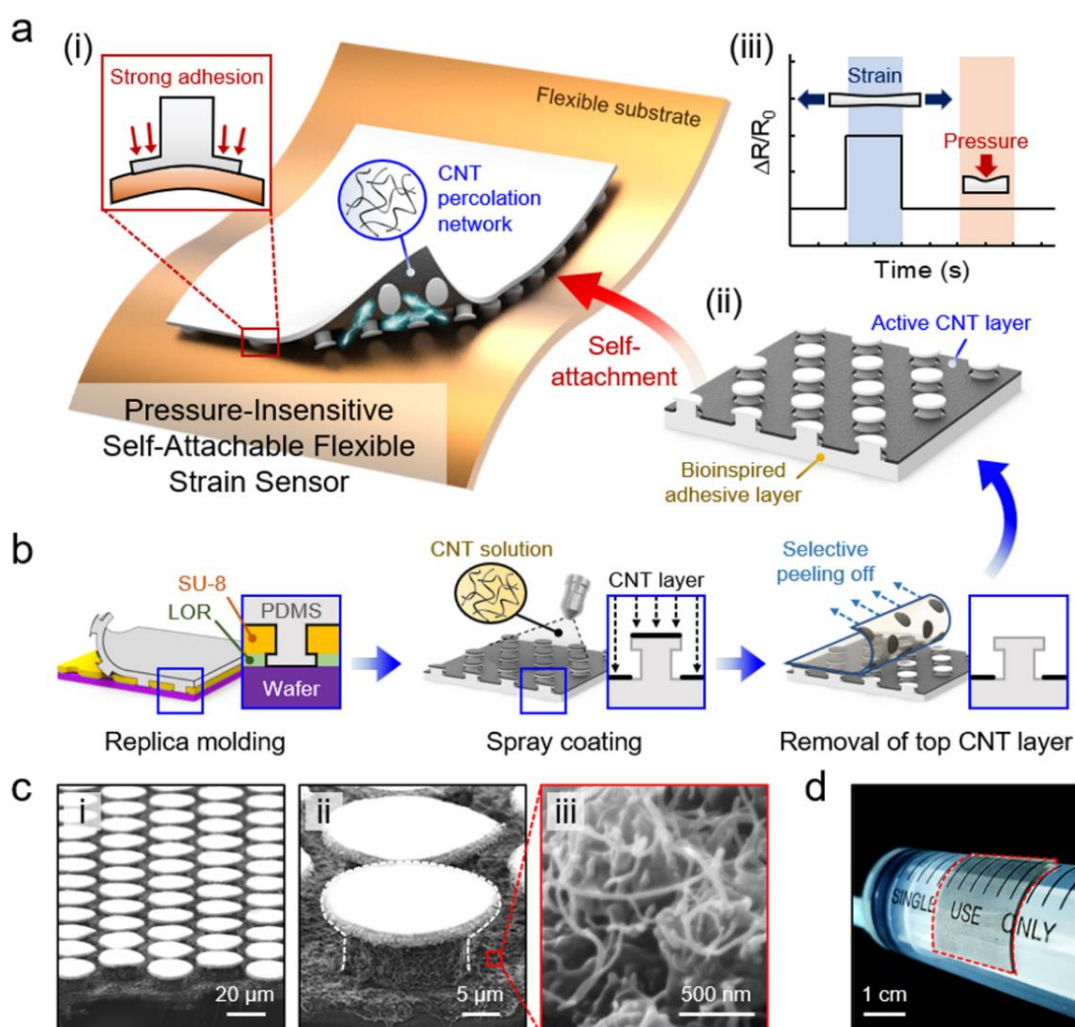 a
(i)
Strong adhesion
Flexible substrate
CNT
percolation
network
Self-
attachment
Pressure-Insensitive
Self-Attachable Flexible
Strain Sensor
(iii)
Strain
Pressure
ΔR/R0
Time (s)
(ii)
Active CNT layer
Bioinspired
adhesive layer
b
SU-8
LOR
PDMS
Wafer
Replica molding
CNT solution
CNT layer
Spray coating
Selective
peeling off
Removal of top CNT layer
c
i
20 μm
ii
5 μm
iii
500 nm
d
SINGLE USE ONLY
1 cm